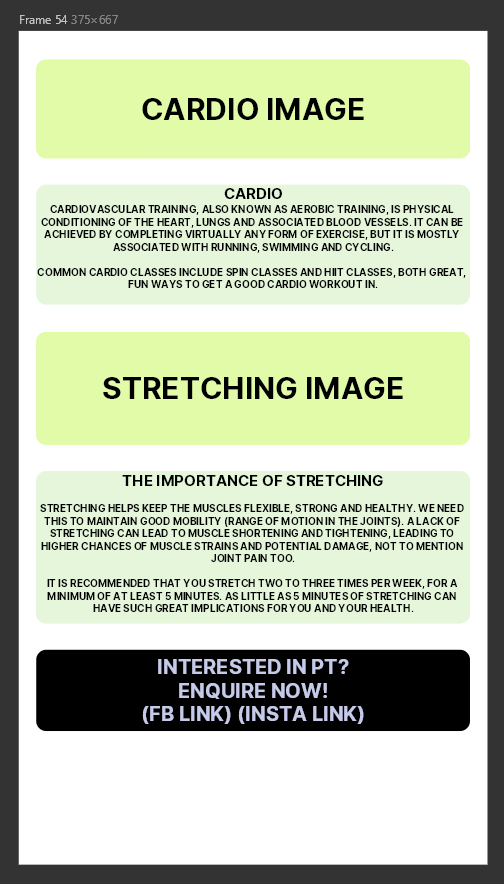 Frame 54 375×667
CARDIO IMAGE
CARDIO
CARDIOVASCULAR TRAINING, ALSO KNOWN AS AEROBIC TRAINING, IS PHYSICAL
CONDITIONING OF THE HEART, LUNGS AND ASSOCIATED BLOOD VESSELS. IT CAN BE
ACHIEVED BY COMPLETING VIRTUALLY ANY FORM OF EXERCISE, BUT IT IS MOSTLY
ASSOCIATED WITH RUNNING, SWIMMING AND CYCLING.
COMMON CARDIO CLASSES INCLUDE SPIN CLASSES AND HIIT CLASSES, BOTH GREAT,
FUN WAYS TO GET A GOOD CARDIO WORKOUT IN.
STRETCHING IMAGE
THE IMPORTANCE OF STRETCHING
STRETCHING HELPS KEEP THE MUSCLES FLEXIBLE, STRONG AND HEALTHY. WE NEED
THIS TO MAINTAIN GOOD MOBILITY (RANGE OF MOTION IN THE JOINTS). A LACK OF
STRETCHING CAN LEAD TO MUSCLE SHORTENING AND TIGHTENING, LEADING TO
HIGHER CHANCES OF MUSCLE STRAINS AND POTENTIAL DAMAGE, NOT TO MENTION
JOINT PAIN TOO.
IT IS RECOMMENDED THAT YOU STRETCH TWO TO THREE TIMES PER WEEK, FOR A
MINIMUM OF AT LEAST 5 MINUTES. AS LITTLE AS 5 MINUTES OF STRETCHING CAN
HAVE SUCH GREAT IMPLICATIONS FOR YOU AND YOUR HEALTH.
INTERESTED IN PT?
ENQUIRE NOW!
(FB LINK) (INSTA LINK)